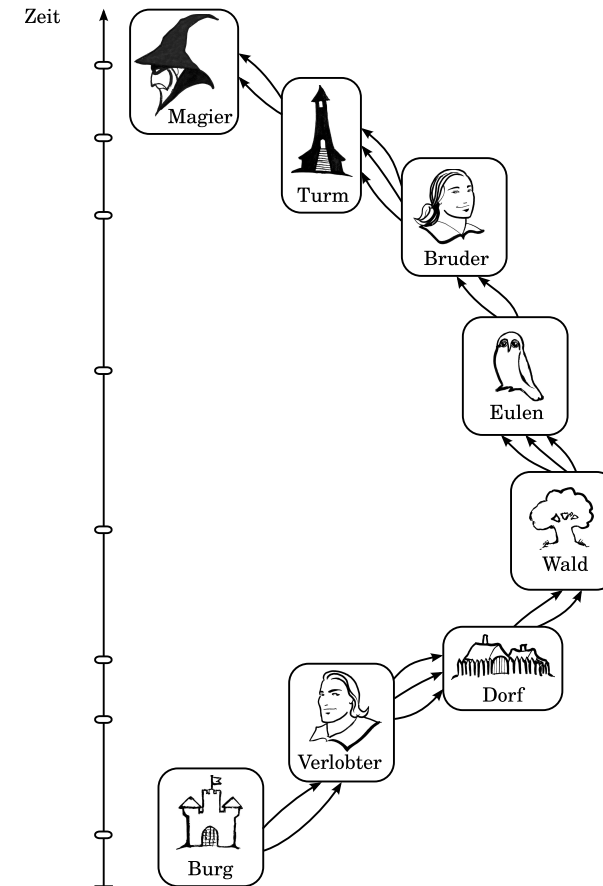 Zeit
Magier
Turm
Bruder
Eulen
Wald
Dorf
Verlobter
Burg